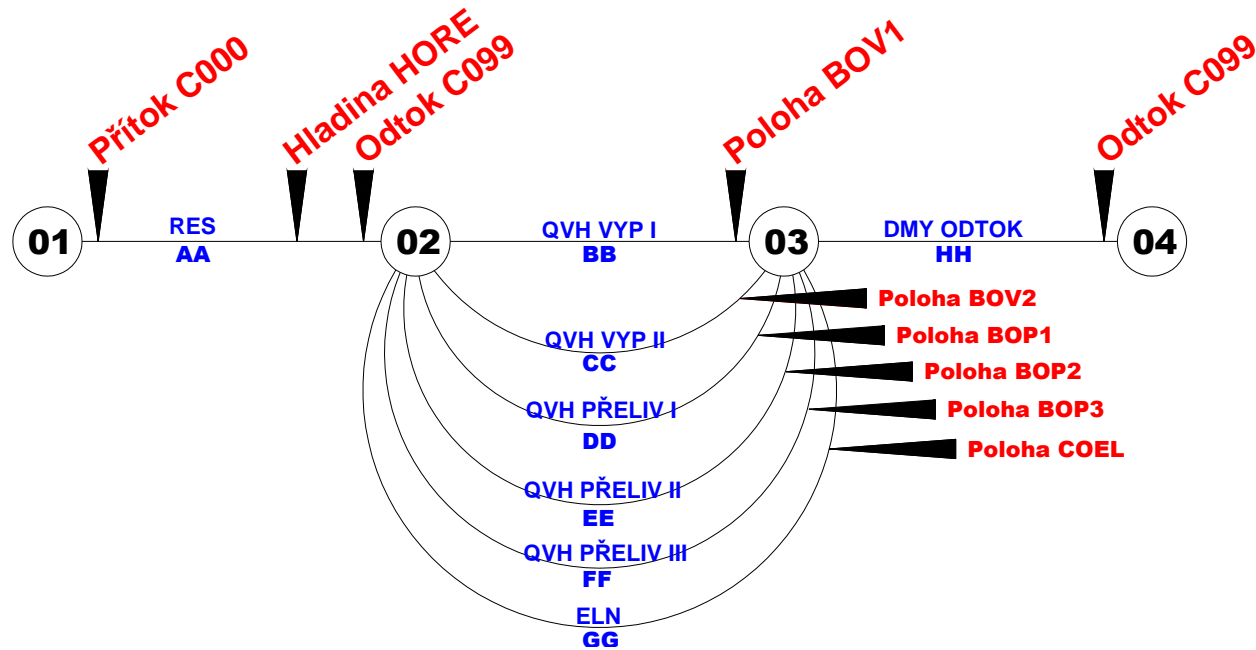 Přítok C000
Hladina HORE
Odtok C099
Poloha BOV1
Odtok C099
01
RES
AA
02
QVH VYP I
BB
03
DMY ODTOK
HH
04
Poloha BOV2
QVH VYP II
CC
Poloha BOP1
Poloha BOP2
QVH PŘELIV I
DD
Poloha BOP3
Poloha COEL
QVH PŘELIV II
EE
QVH PŘELIV III
FF
ELN
GG